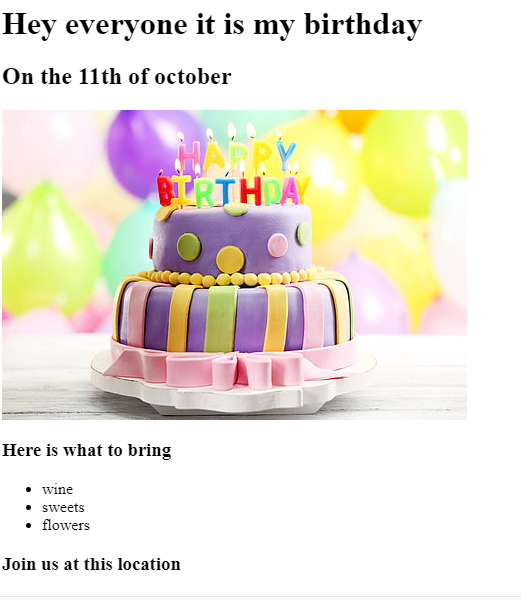 Hey everyone it is my birthday
On the 11th of october
HAPPY
BIRTHDAY
Here is what to bring
wine
sweets
flowers
Join us at this location